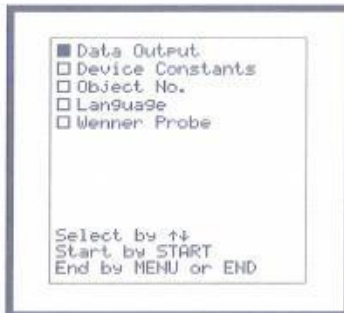 ■ Data Output
□ Device Constants
□ Object No.
□ Language
□ Wenner Probe
Select by ↑↓
Start by START
End by MENU or END